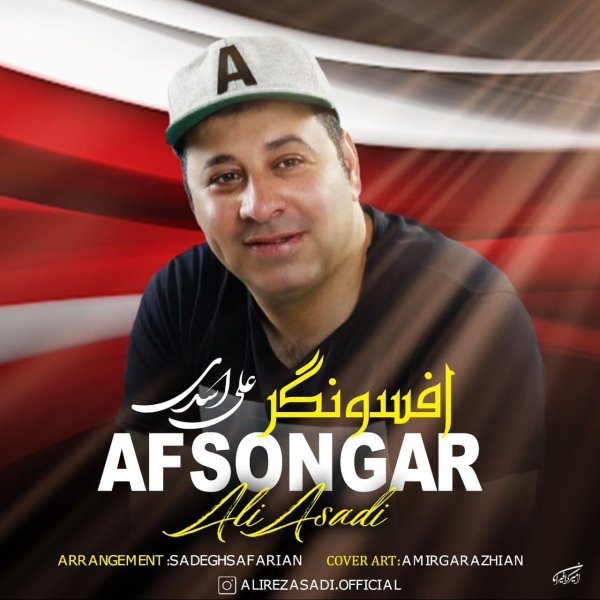 A
افسونگر
علی اسدی
AFSONGAR
Ali Asadi
ARRANGEMENT :SADEGHSAFARIAN COVER ART: AMIRGARAZHIAN
ALIREZASADI.OFFICIAL